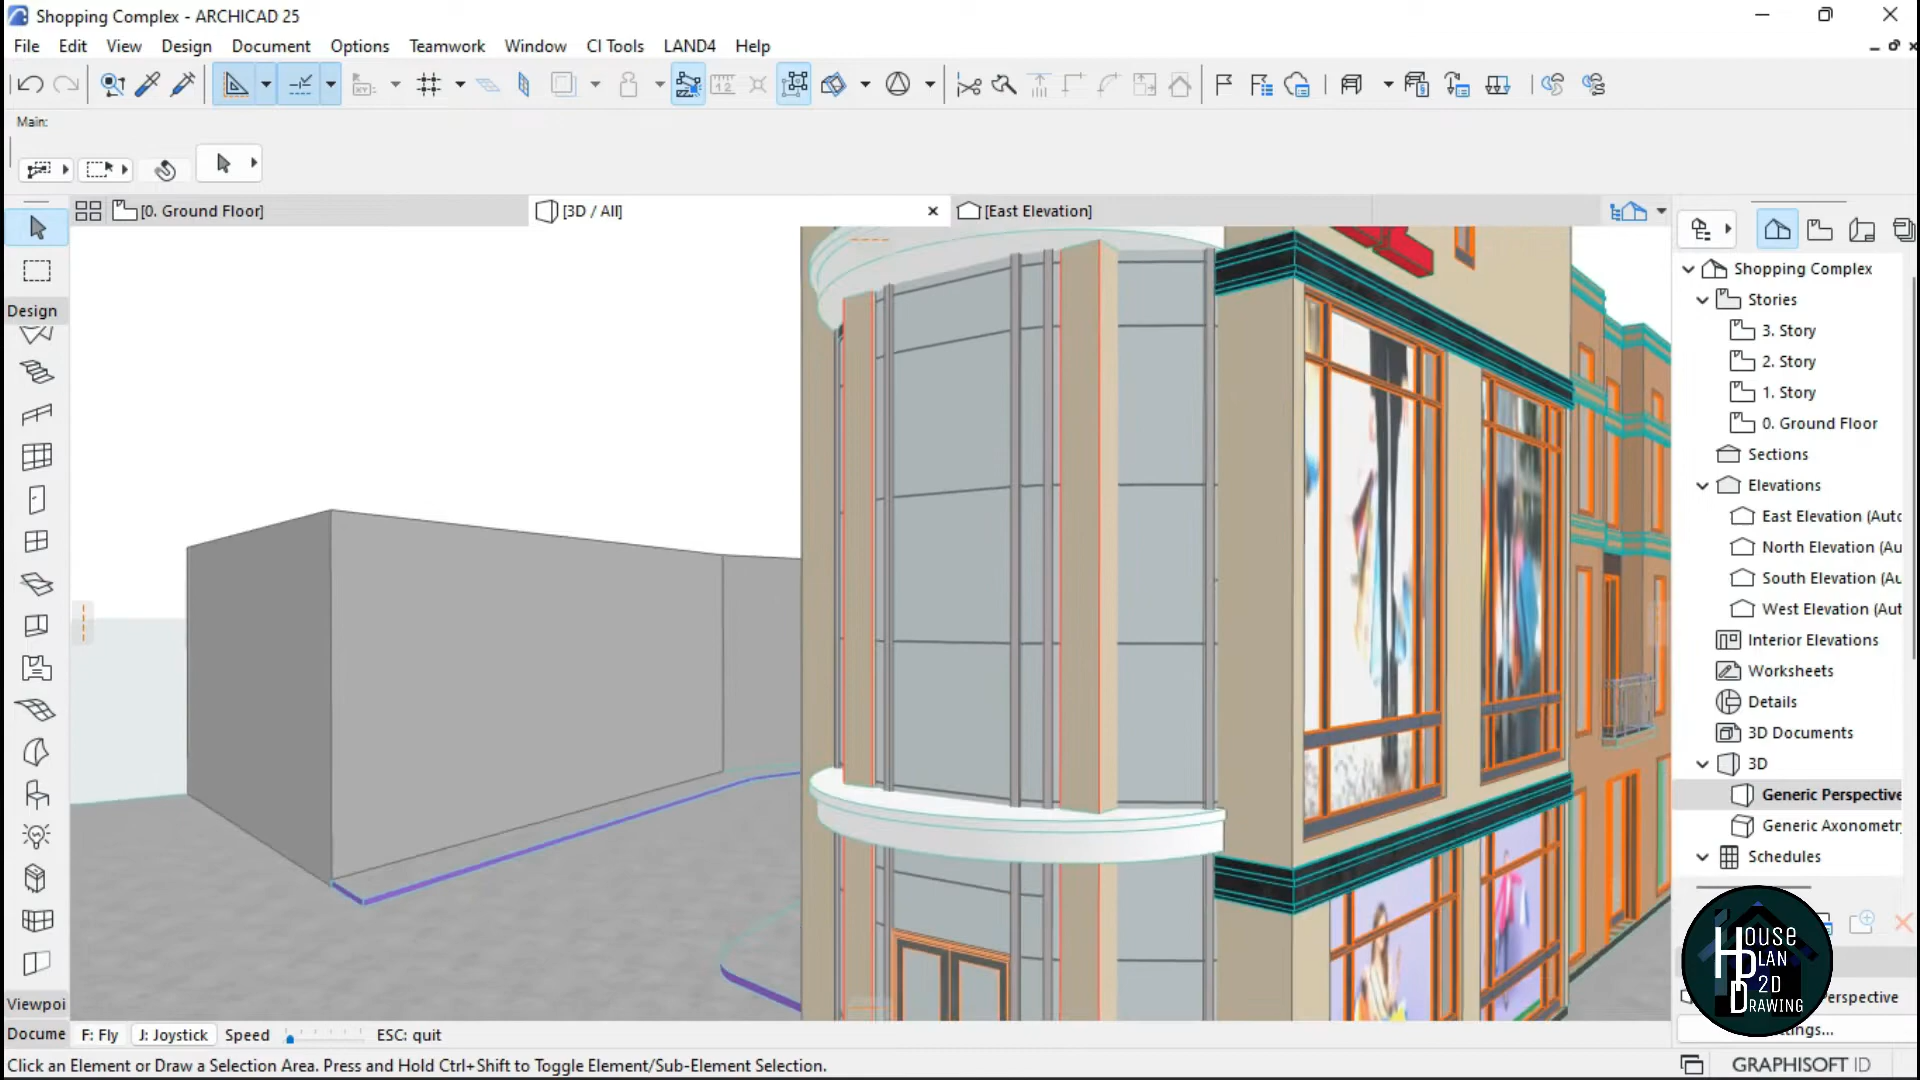 Shopping Complex - ARCHICAD 25
File Edit View Design Document Options Teamwork Window CI Tools LAND4 Help
Main:
[0. Ground Floor]
[3D / All]
[East Elevation]
Design
Shopping Complex
Stories
3. Story
2. Story
1. Story
0. Ground Floor
Sections
Elevations
East Elevation (Auto
North Elevation (Au
South Elevation (Au
West Elevation (Aut
Interior Elevations
Worksheets
Details
3D Documents
3D
Generic Perspective
Generic Axonometr
Schedules
House
Plan
2D
Drawing
Perspective
ttings...
Viewpoi
Docume
F: Fly J: Joystick Speed ESC: quit
Click an Element or Draw a Selection Area. Press and Hold Ctrl+Shift to Toggle Element/Sub-Element Selection.
GRAPHISOFT ID